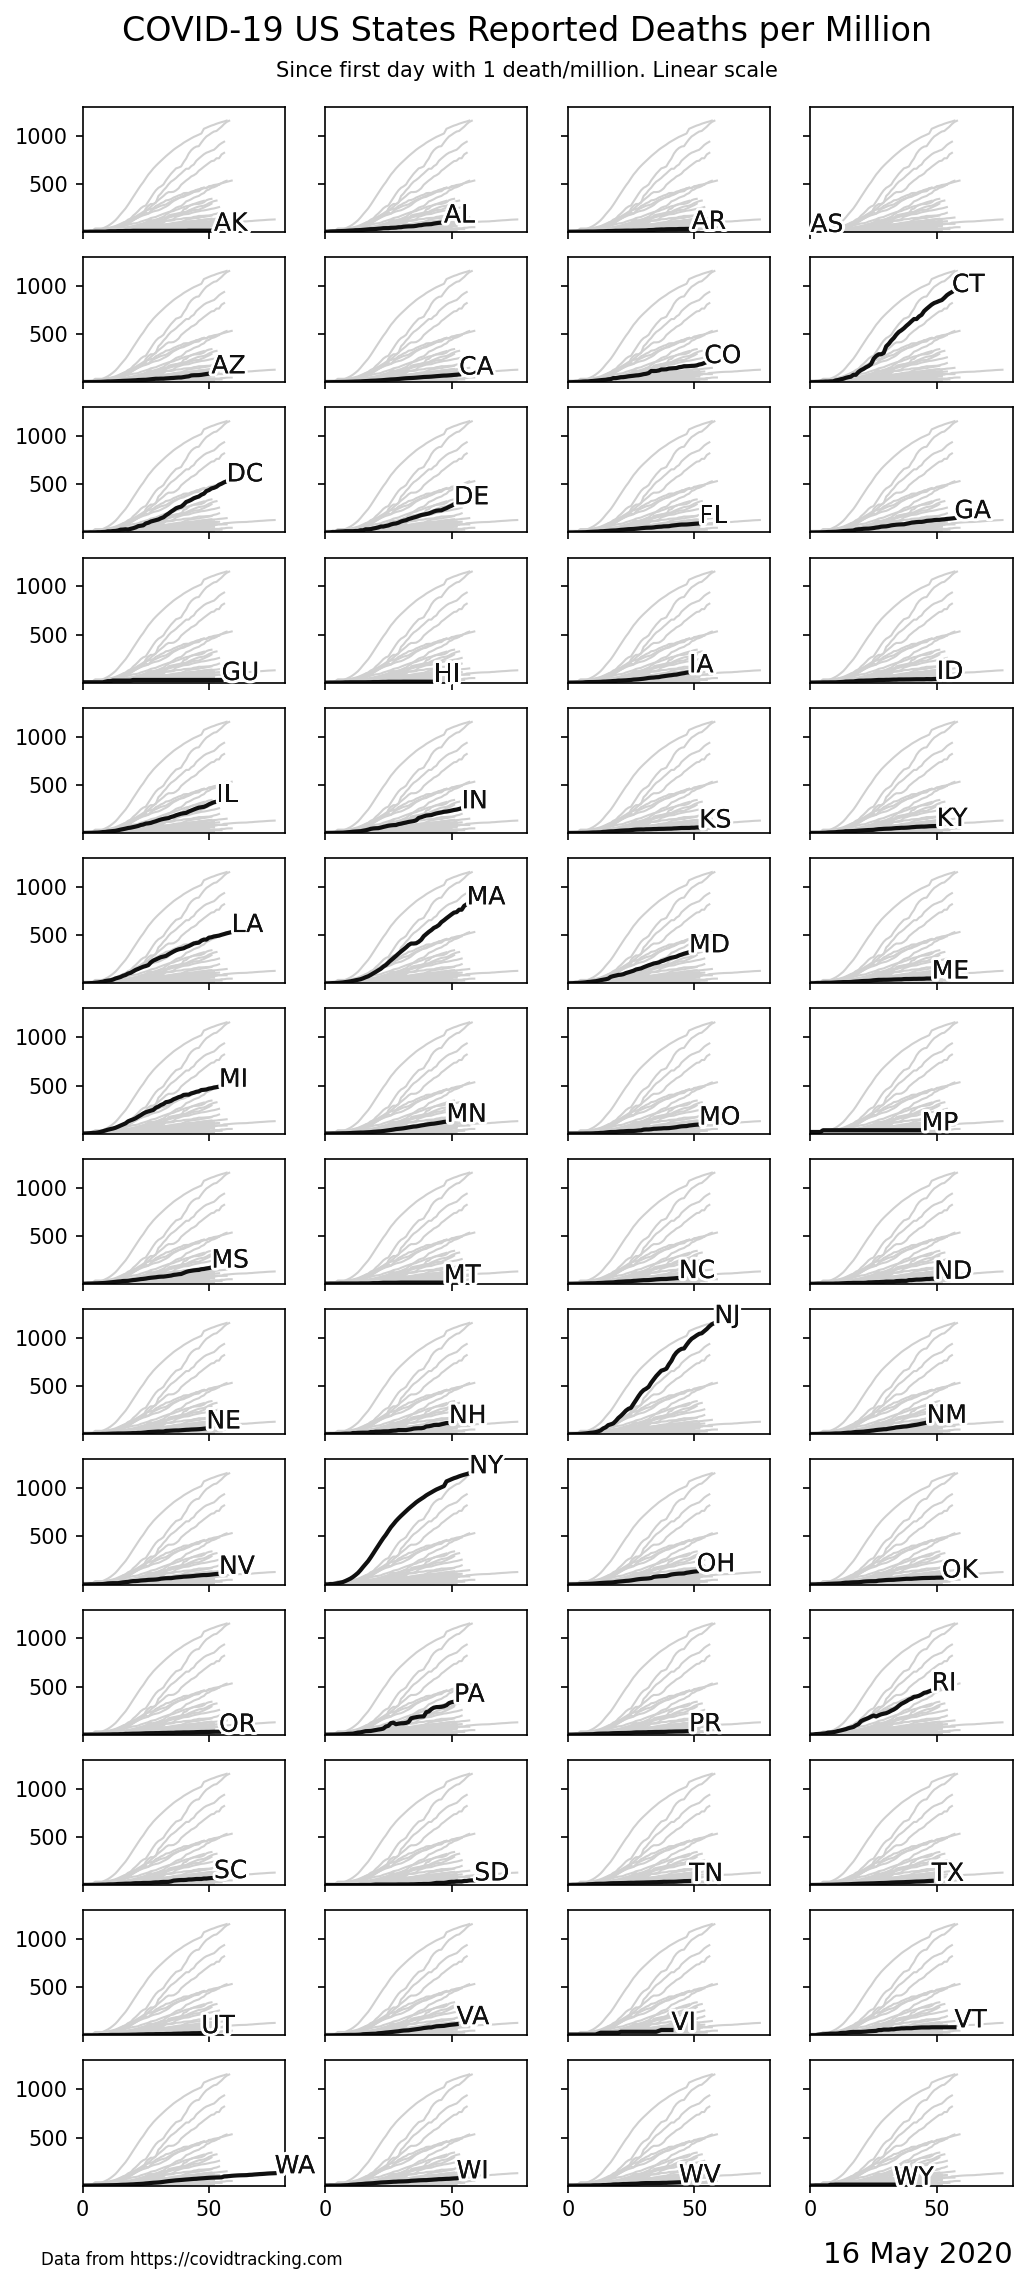 COVID-19 US States Reported Deaths per Million
Since first day with 1 death/million. Linear scale
1000
500
AK
AL
AR
AS
1000
500
AZ
CA
CO
CT
1000
500
DC
DE
FL
GA
1000
500
GU
HI
IA
ID
1000
500
IL
IN
KS
KY
1000
500
LA
MA
MD
ME
1000
500
MI
MN
MO
MP
1000
500
MS
MT
NC
ND
1000
500
NE
NH
NJ
NM
1000
500
NV
NY
OH
OK
1000
500
OR
PA
PR
RI
1000
500
SC
SD
TN
TX
1000
500
UT
VA
VI
VT
1000
500
WA
WI
WV
WY
0 50 0 50 0 50 0 50
Data from https://covidtracking.com
16 May 2020